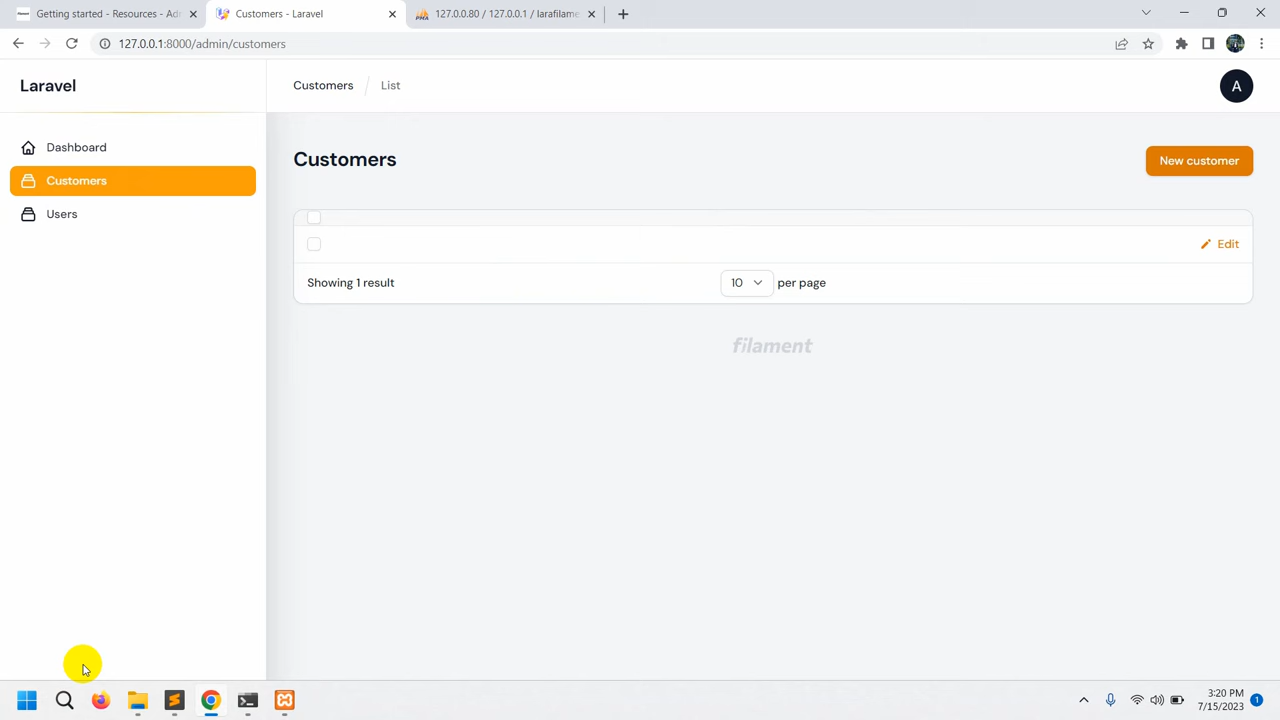 Getting started - Resources - Adm
Customers - Laravel
127.0.0.80 / 127.0.0.1 / larafilame
127.0.0.1:8000/admin/customers
Laravel
Customers / List
A
Dashboard
Customers
Users
Customers
New customer
Edit
Showing 1 result
10
per page
filament
3:20 PM
7/15/2023
1